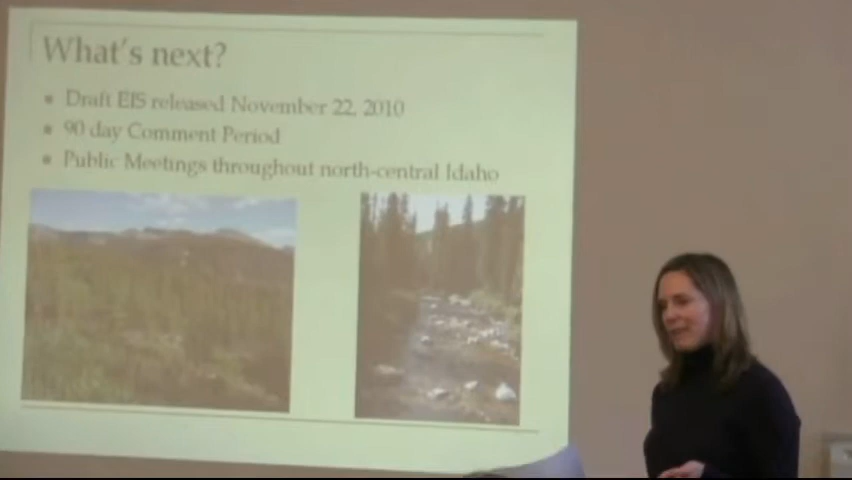 What's next?
Draft EIS released November 22, 2010
90 day Comment Period
Public Meetings throughout north-central Idaho